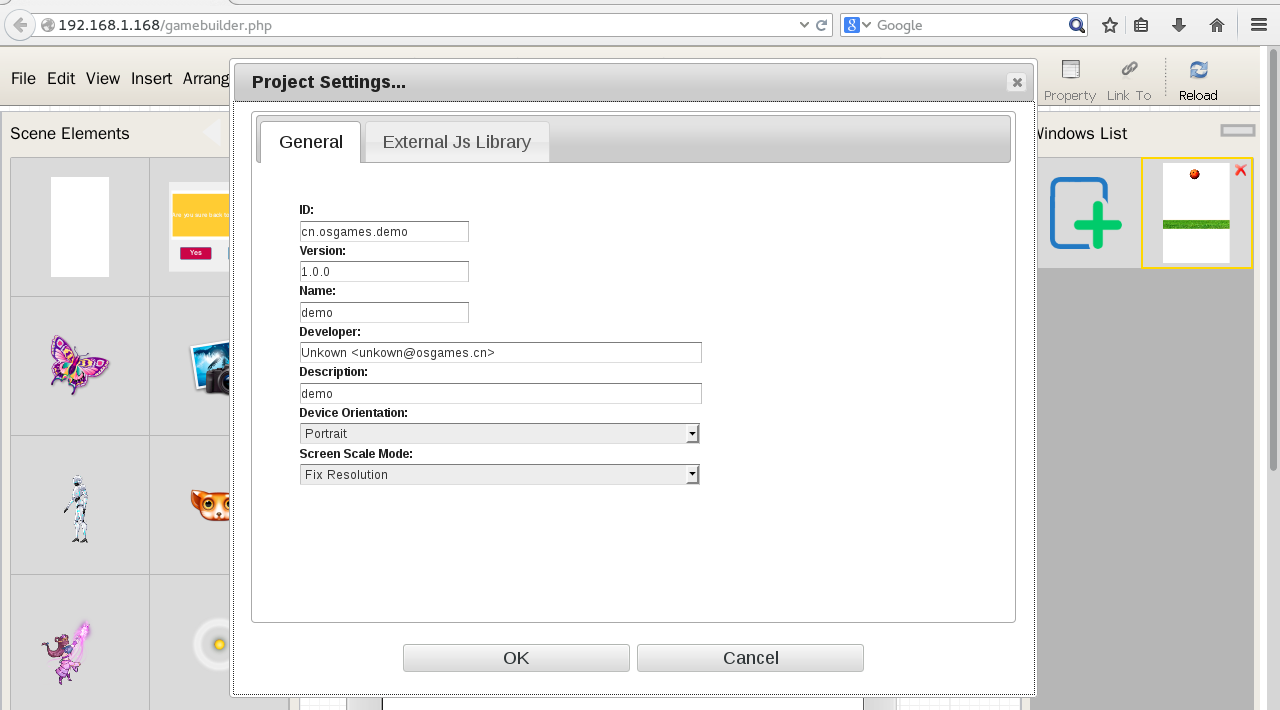 192.168.1.168/gamebuilder.php
Google
File Edit View Insert Arrang
Property Link To Reload
Project Settings...
Scene Elements
Windows List
General External Js Library
Are you sure back to
Yes
ID:
cn.osgames.demo
Version:
1.0.0
Name:
demo
Developer:
Unkown <unkown@osgames.cn>
Description:
demo
Device Orientation:
Portrait
Screen Scale Mode:
Fix Resolution
OK Cancel